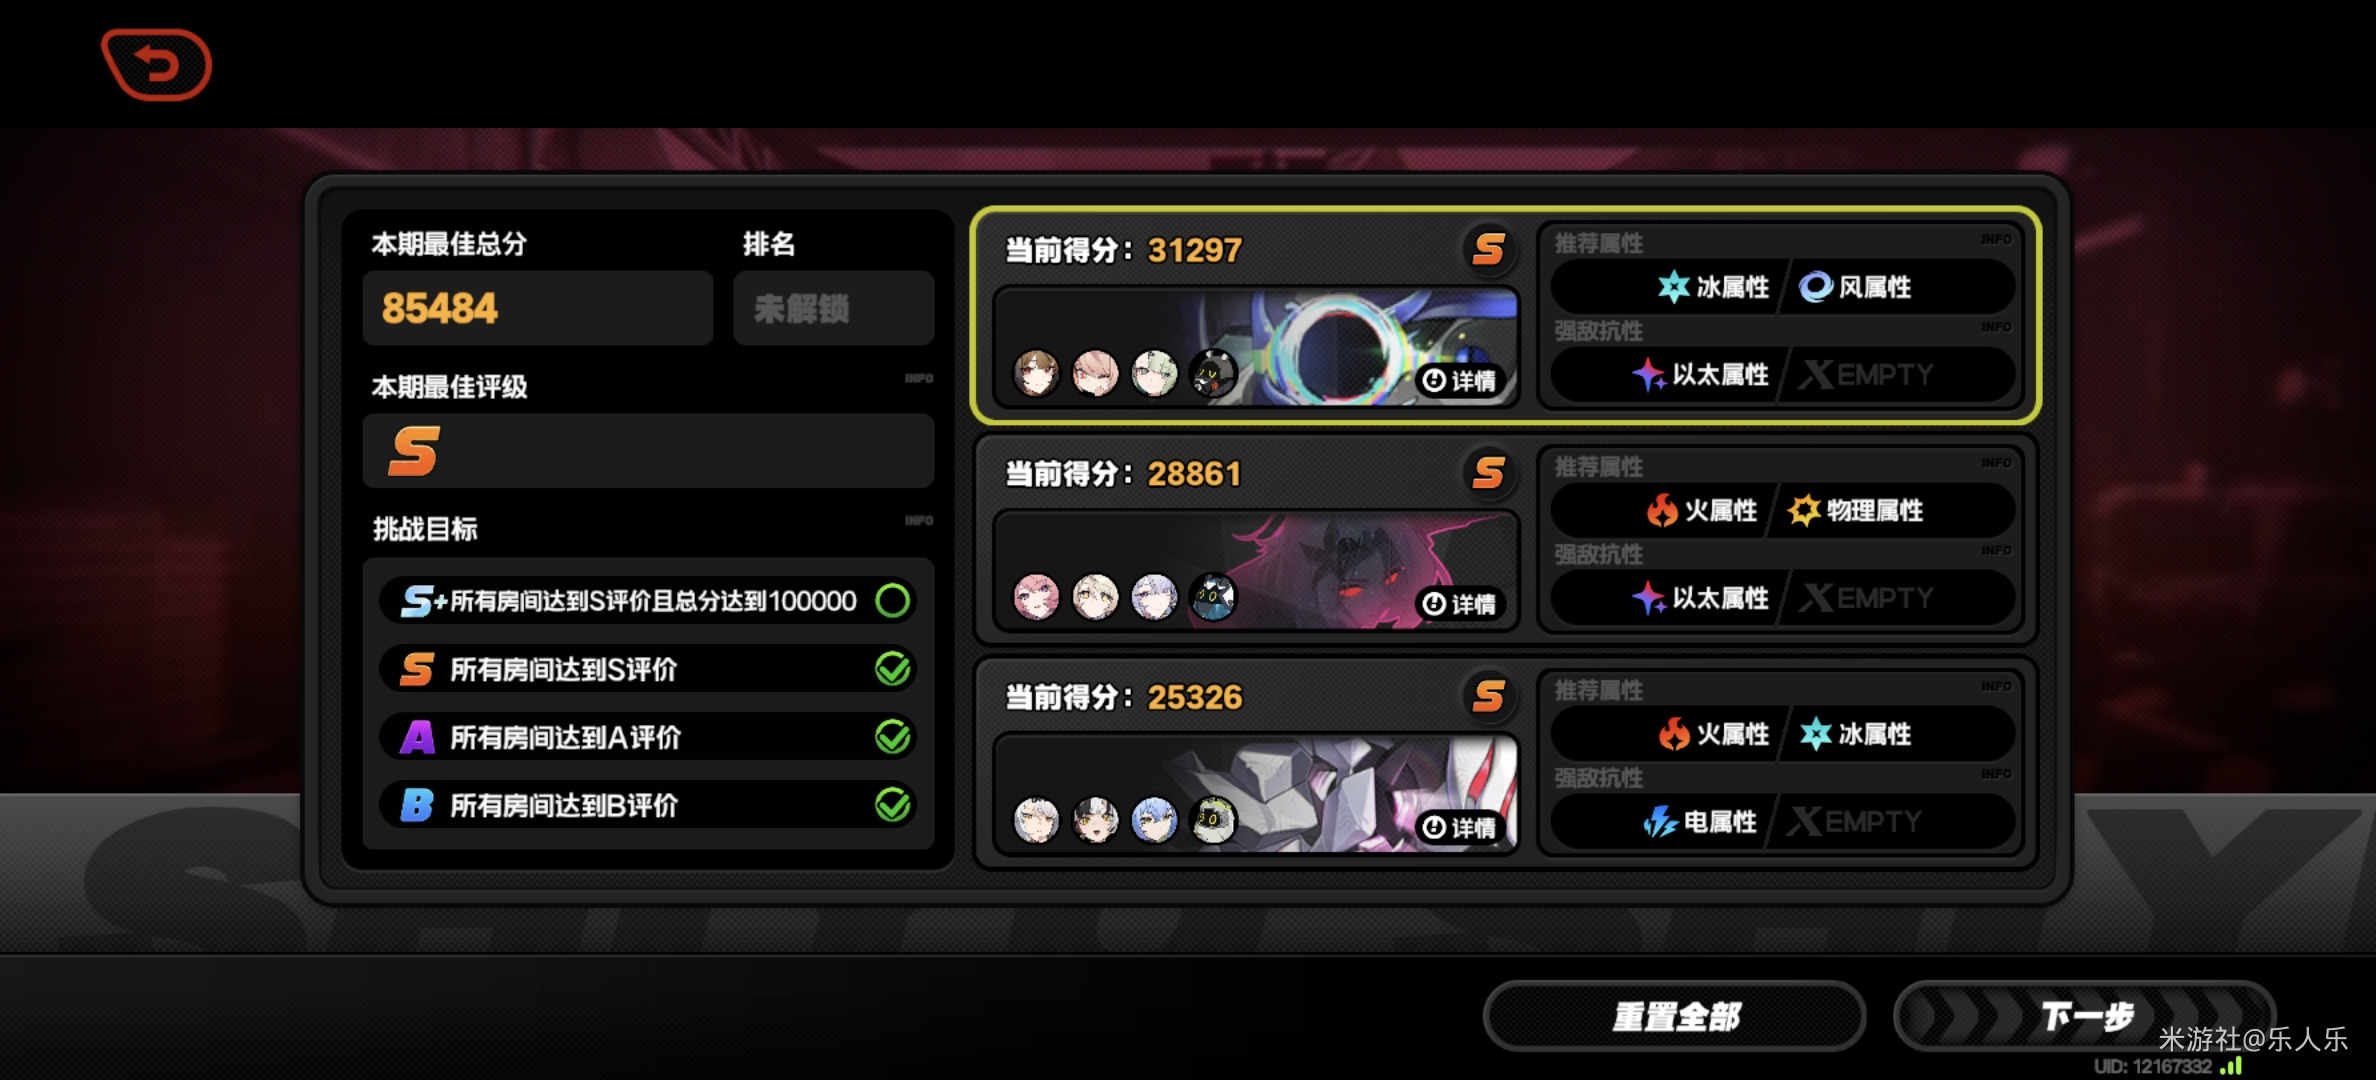 本期最佳总分
排名
85484
未解锁
本期最佳评级
INFO
S
挑战目标
INFO
S+所有房间达到S评价且总分达到100000
S 所有房间达到S评价
A 所有房间达到A评价
B 所有房间达到B评价
当前得分：31297
S
详情
推荐属性
INFO
冰属性
风属性
强敌抗性
INFO
以太属性
EMPTY
当前得分：28861
S
详情
推荐属性
INFO
火属性
物理属性
强敌抗性
INFO
以太属性
EMPTY
当前得分：25326
S
详情
推荐属性
INFO
火属性
冰属性
强敌抗性
INFO
电属性
EMPTY
重置全部
下一步
米游社@乐人乐
UID: 12167332